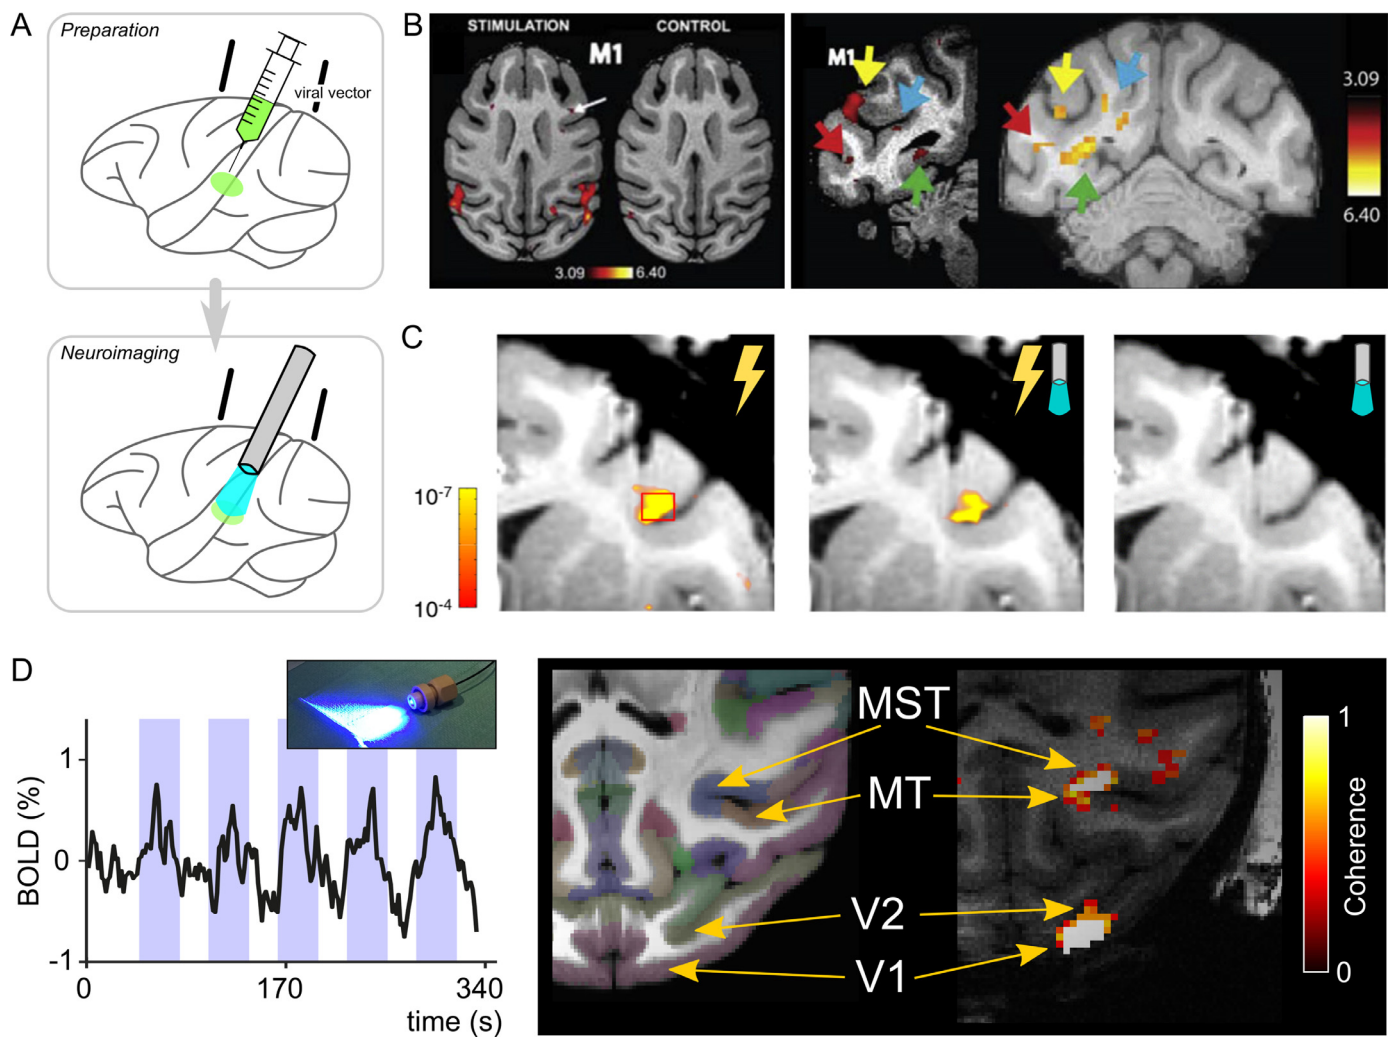 A
Preparation
viral vector
Neuroimaging
B
STIMULATION
CONTROL
M1
3.09
6.40
M1
3.09
6.40
C
10-7
10-4
D
BOLD (%)
1
0
-1
0
170
340
time (s)
MST
MT
V2
V1
1
Coherence
0